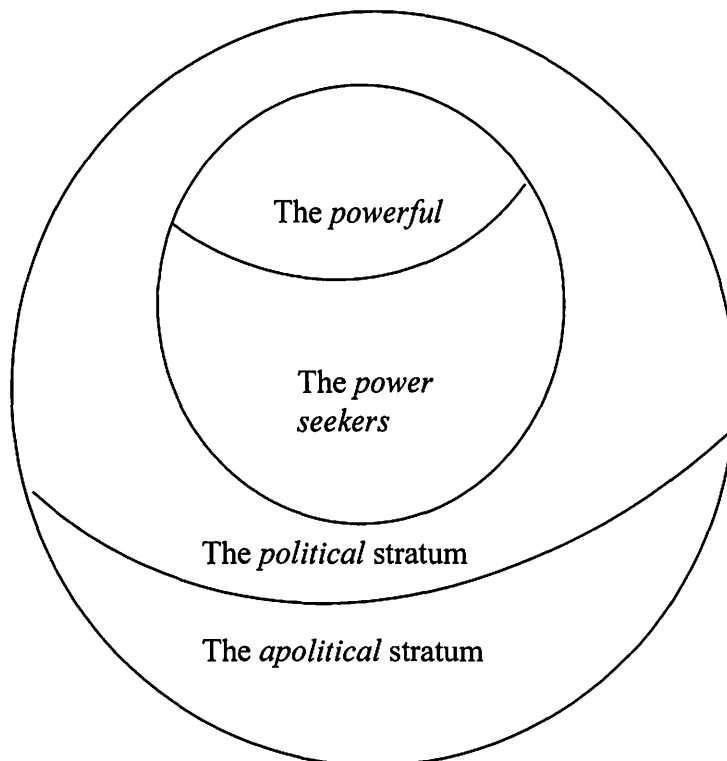 The powerful
The power
seekers
The political stratum
The apolitical stratum